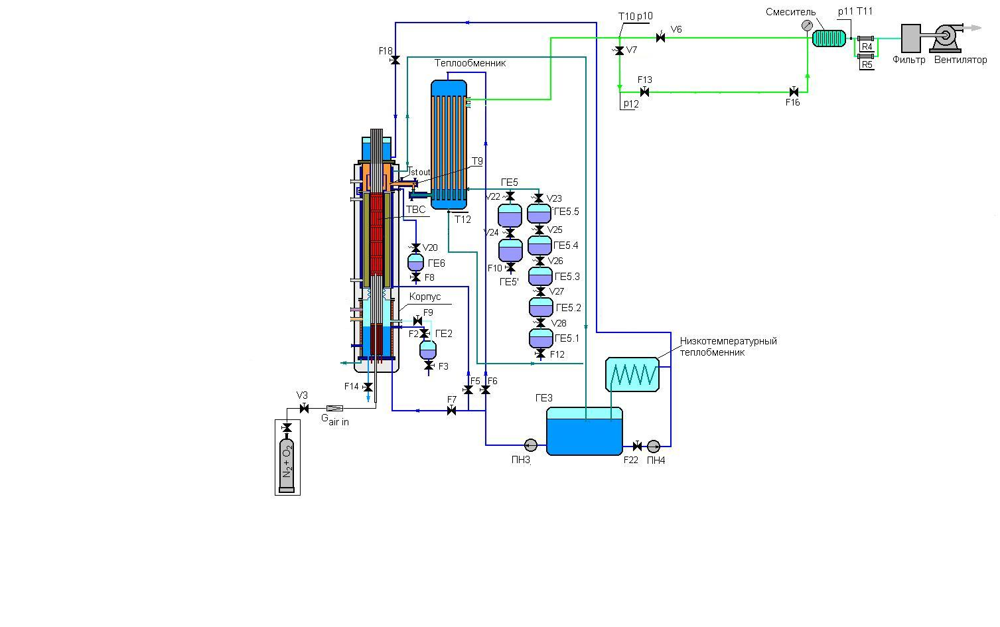 Смеситель
p11 T11
T10 p10
V6
F18
V7
R4
R5
Фильтр
Вентилятор
Теплообменник
F13
p12
F16
T9
Tst out
ГЕ5
V22
V23
ТВС
ГЕ5.5
T12
V24
V25
V20
ГЕ5.4
ГЕ6
V26
F10
F8
ГЕ5'
ГЕ5.3
V27
Корпус
ГЕ5.2
F9
V28
F2
ГЕ2
ГЕ5.1
Низкотемпературный
теплобменник
F12
F3
F14
F5
F6
V3
F7
ГЕ3
Gair in
N2+ O2
ПН3
F22
ПН4